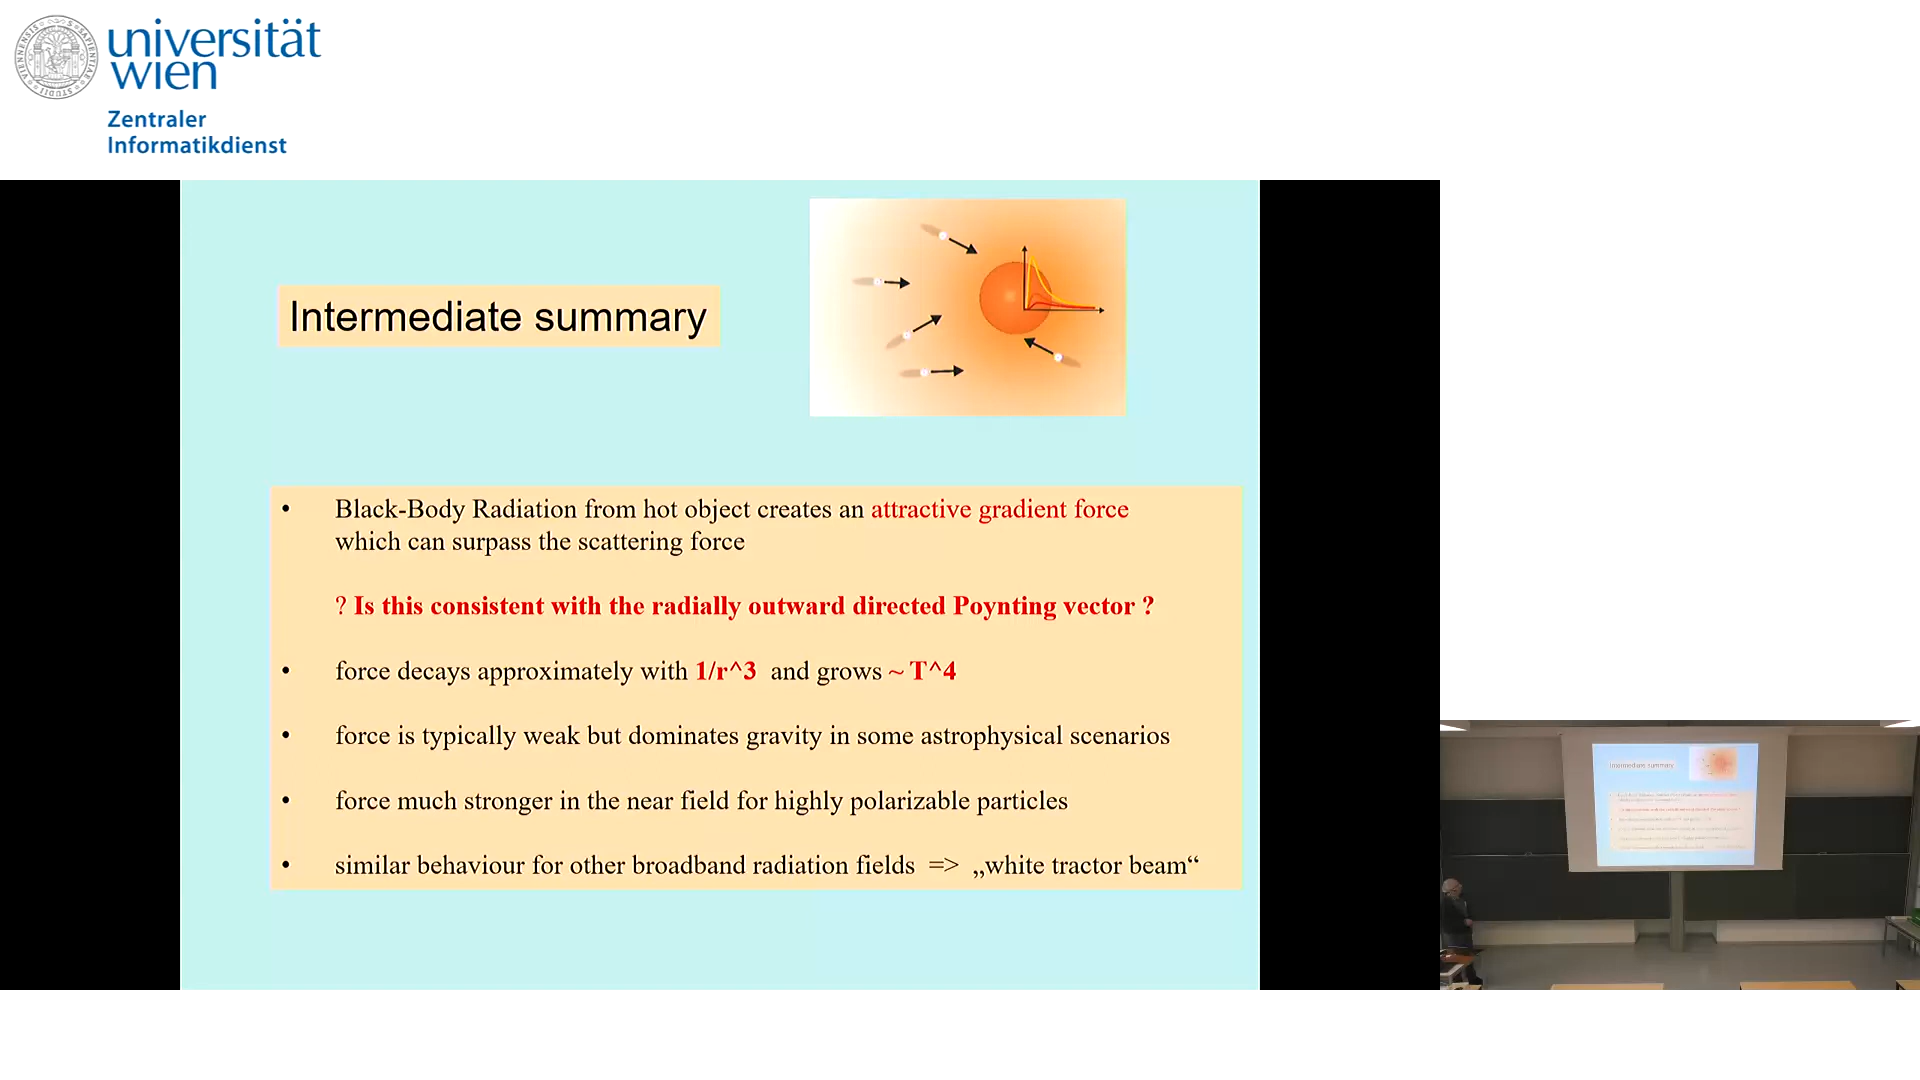 universität
wien
Zentraler
Informatikdienst
Intermediate summary
• Black-Body Radiation from hot object creates an attractive gradient force
which can surpass the scattering force
? Is this consistent with the radially outward directed Poynting vector ?
• force decays approximately with 1/r^3 and grows ~ T^4
• force is typically weak but dominates gravity in some astrophysical scenarios
• force much stronger in the near field for highly polarizable particles
• similar behaviour for other broadband radiation fields => „white tractor beam“
Intermediate summary